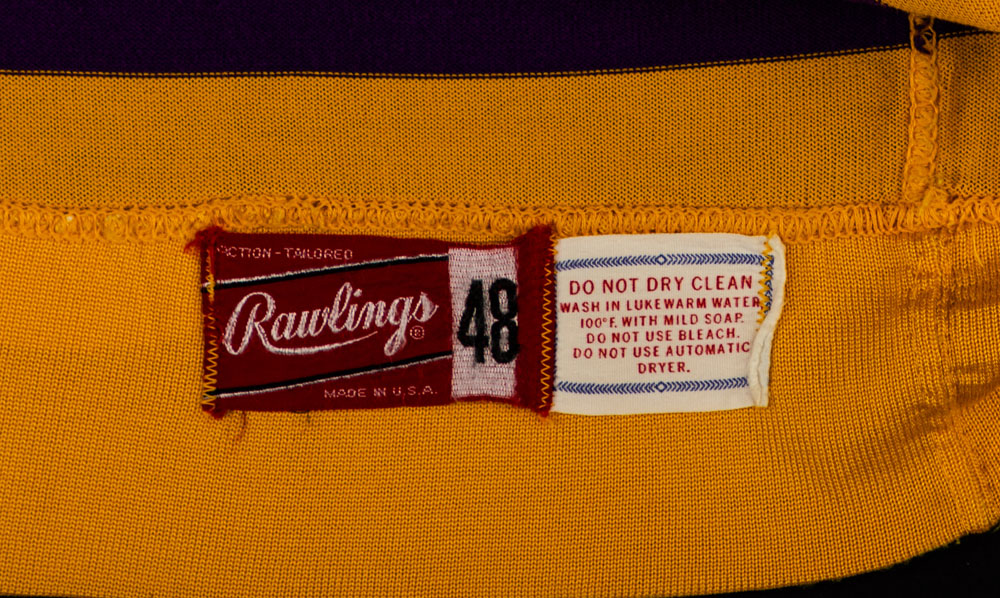 ACTION-TAILORED
Rawlings®
MADE IN U.S.A.
48
DO NOT DRY CLEAN
WASH IN LUKEWARM WATER
100°F. WITH MILD SOAP.
DO NOT USE BLEACH.
DO NOT USE AUTOMATIC
DRYER.